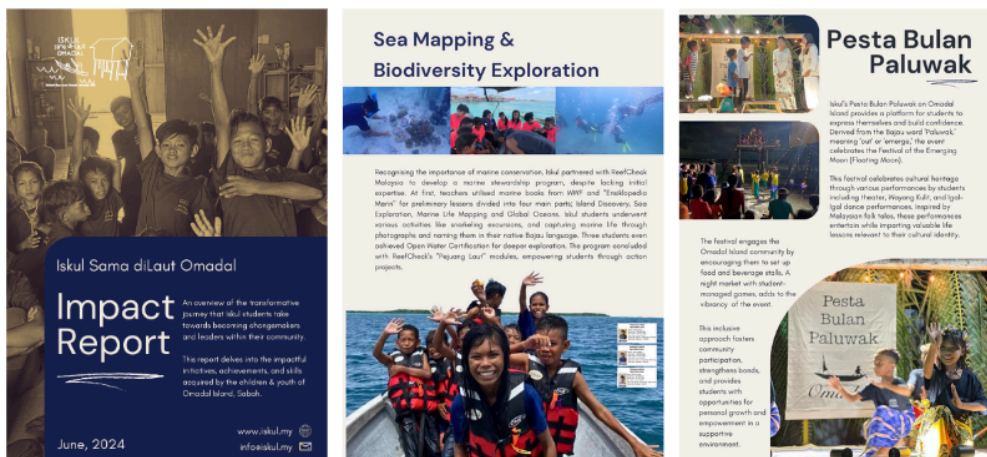 ISKUL
SAMA diLAUT
OMADAL
Iskul Sama diLaut Omadal
Impact
Report
An overview of the transformative
journey that Iskul students take
towards becoming changemakers
and leaders within their community.
This report delves into the impactful
initiatives, achievements, and skills
acquired by the children & youth of
Omadal Island, Sabah.
June, 2024
www.iskul.my
info@iskul.my
Sea Mapping &
Biodiversity Exploration
Recognising the importance of marine conservation, Iskul partnered with ReefCheck
Malaysia to develop a marine stewardship program, despite lacking initial
expertise. At first, teachers utilised marine books from WWF and "Ensiklopedia
Marin" for preliminary lessons divided into four main parts; Island Discovery, Sea
Exploration, Marine Life Mapping and Global Oceans. Iskul students underwent
various activities like snorkeling excursions, and capturing marine life through
photographs and naming them in their native Bajau language. Three students even
achieved Open Water Certification for deeper exploration. The program concluded
with ReefCheck's "Pejuang Laut" modules, empowering students through action
projects.
Pesta Bulan
Paluwak
Iskul's Pesta Bulan Paluwak on Omadal
Island provides a platform for students to
express themselves and build confidence.
Derived from the Bajau word 'Paluwak,'
meaning 'out' or 'emerge,' the event
celebrates the Festival of the Emerging
Moon (Floating Moon).
This festival celebrates cultural heritage
through various performances by students
including theater, Wayang Kulit, and Igal-
Igal dance performances. Inspired by
Malaysian folk tales, these performances
entertain while imparting valuable life
lessons relevant to their cultural identity.
The festival engages the
Omadal Island community by
encouraging them to set up
food and beverage stalls. A
night market with student-
managed games, adds to the
vibrancy of the event.
This inclusive
approach fosters
community
participation,
strengthens bonds,
and provides
students with
opportunities for
personal growth and
empowerment in a
supportive
environment.
Pesta
Bulan
Paluwak